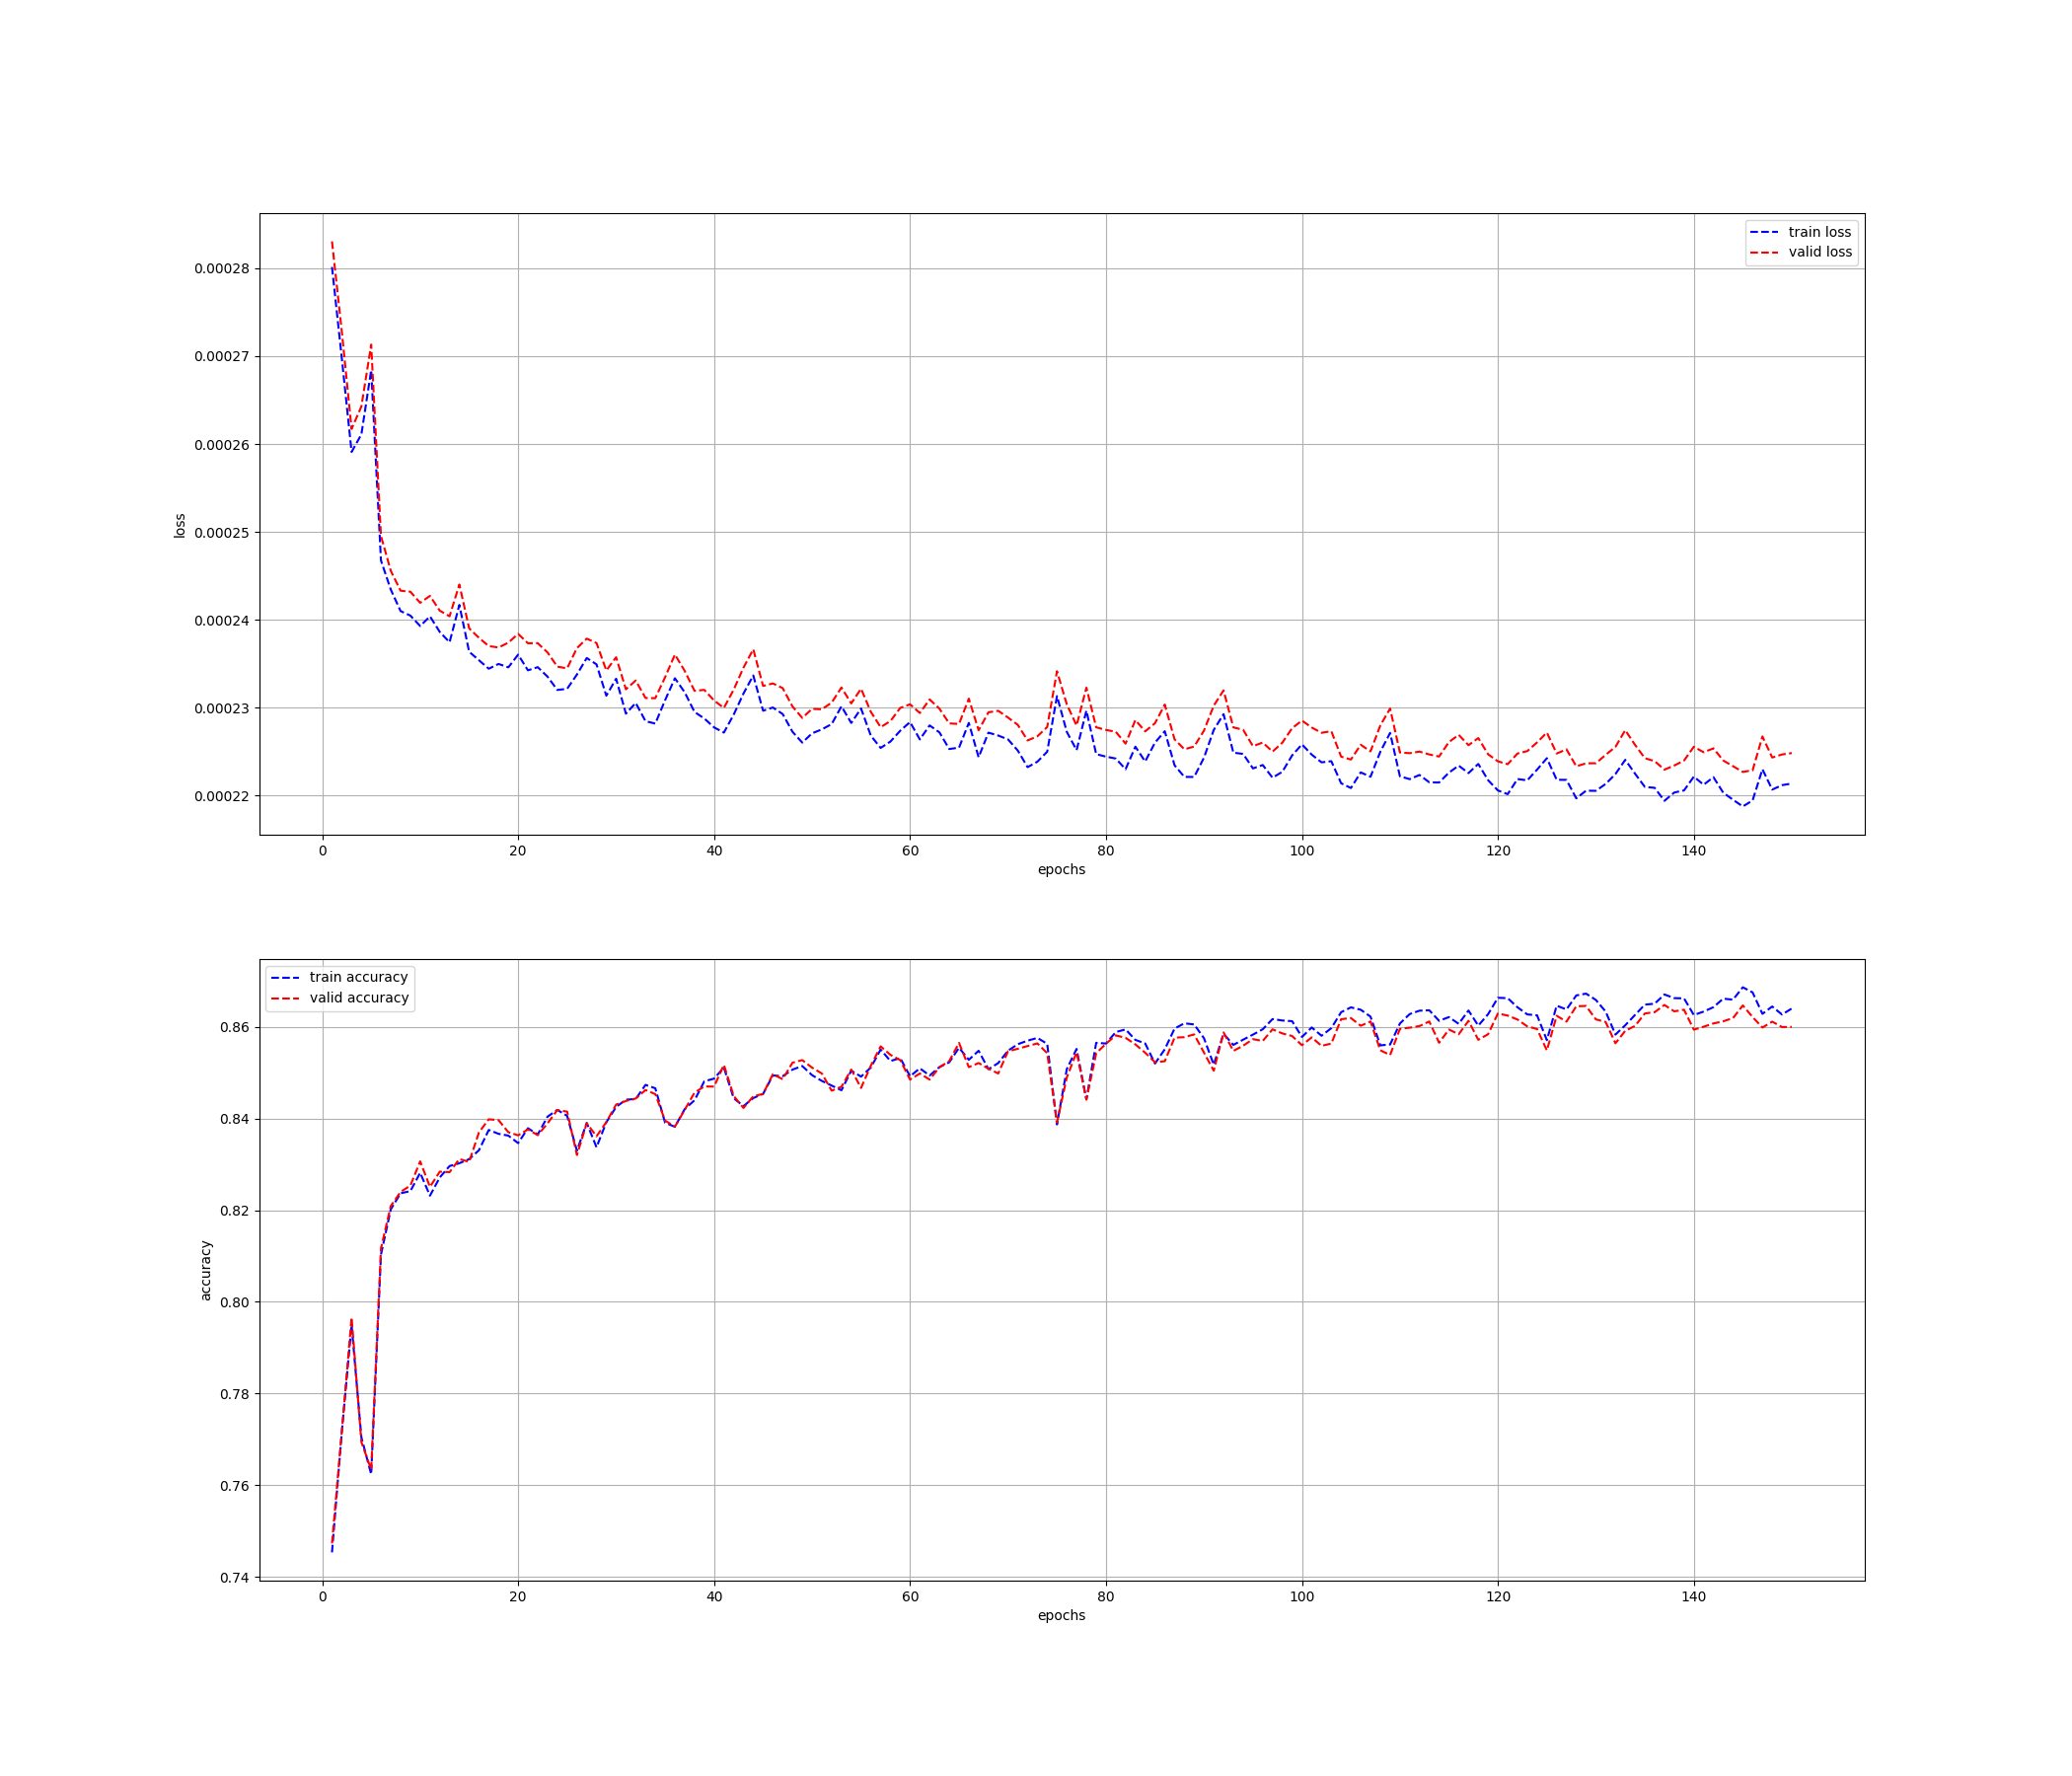 train loss
valid loss
0.00028
0.00027
0.00026
0.00025
0.00024
0.00023
0.00022
loss
0 20 40 60 80 100 120 140
epochs
train accuracy
valid accuracy
0.86
0.84
0.82
0.80
0.78
0.76
0.74
accuracy
0 20 40 60 80 100 120 140
epochs